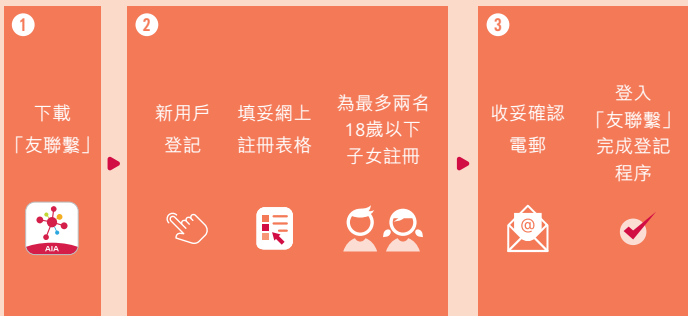 1
下載
「友聯繫」
AIA
2
新用戶
登記
填妥網上
註冊表格
為最多兩名
18歲以下
子女註冊
3
收妥確認
電郵
@
登入
「友聯繫」
完成登記
程序